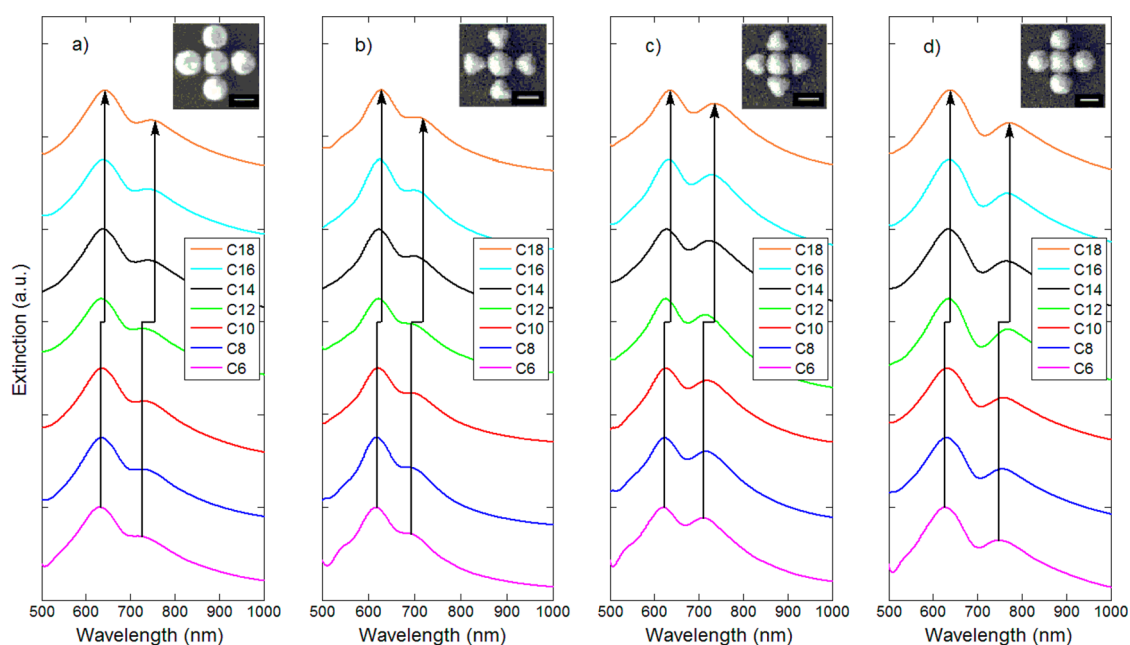 a)
b)
c)
d)
Extinction (a.u.)
C18
C16
C14
C12
C10
C8
C6
C18
C16
C14
C12
C10
C8
C6
C18
C16
C14
C12
C10
C8
C6
C18
C16
C14
C12
C10
C8
C6
500 600 700 800 900 1000
500 600 700 800 900 1000
500 600 700 800 900 1000
500 600 700 800 900 1000
Wavelength (nm)
Wavelength (nm)
Wavelength (nm)
Wavelength (nm)